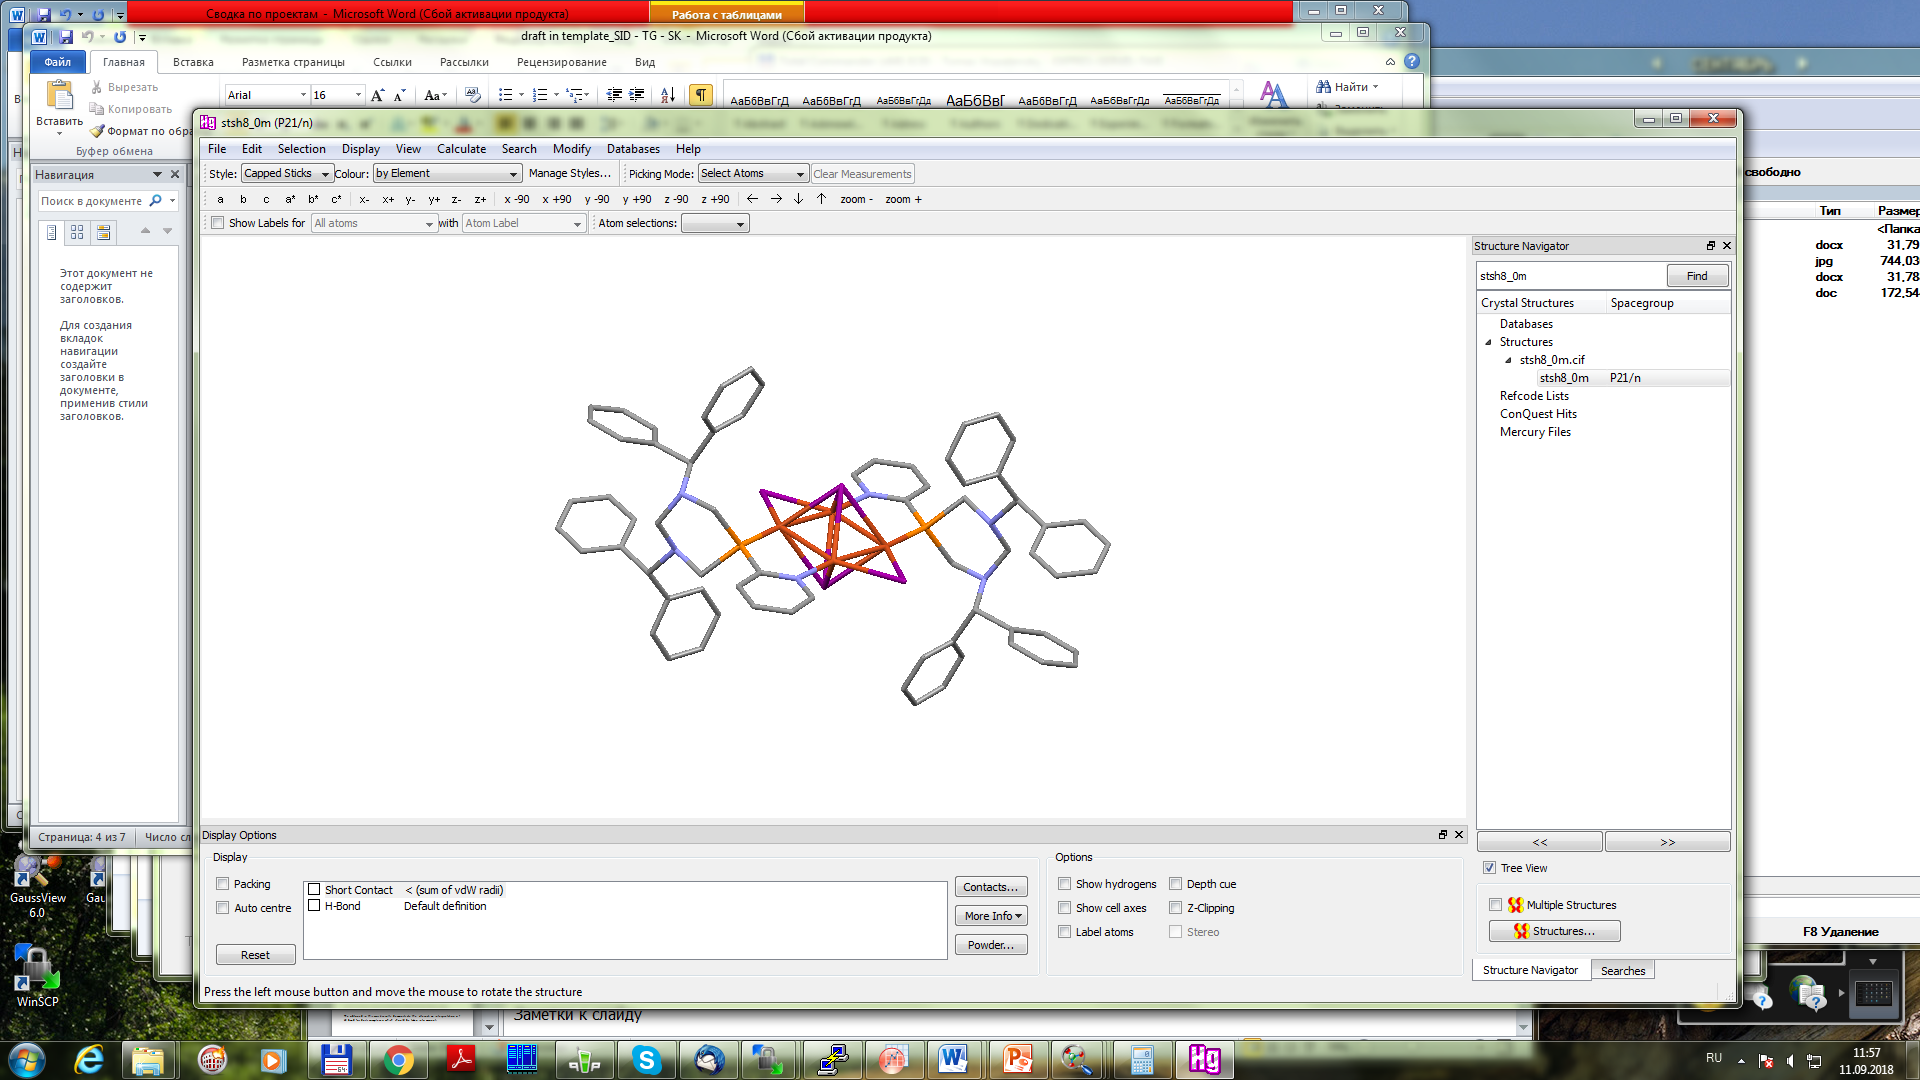 Сводка по проектам - Microsoft Word (Сбой активации продукта)
Работа с таблицами
draft in template_SID - TG - SK - Microsoft Word (Сбой активации продукта)
Файл Главная Вставка Разметка страницы Ссылки Рассылки Рецензирование Вид
Вставить
Вырезать
Копировать
Формат по обра
Буфер обмена
Arial 16
Aa
АаБбВвГгД АаБбВвГгД АаБбВвГгДд АаБбВвГ АаБбВвГгД АаБбВвГгДд АаБбВвГгДд
Найти
Навигация
Поиск в документе
Этот документ не
содержит
заголовков.
Для создания
вкладок
навигации
создайте
заголовки в
документе,
применив стили
заголовков.
Страница: 4 из 7 Число сл
stsh8_0m (P21/n)
File Edit Selection Display View Calculate Search Modify Databases Help
Style: Capped Sticks Colour: by Element Manage Styles... Picking Mode: Select Atoms Clear Measurements
a b c a* b* c* x- x+ y- y+ z- z+ x -90 x +90 y -90 y +90 z -90 z +90 ← → ↓ ↑ zoom - zoom +
Show Labels for All atoms with Atom Label Atom selections:
Structure Navigator
stsh8_0m Find
Crystal Structures Spacegroup
Databases
Structures
stsh8_0m.cif
stsh8_0m P21/n
Refcode Lists
ConQuest Hits
Mercury Files
<< >>
Tree View
Multiple Structures
Structures...
Structure Navigator Searches
Display Options
Display
Packing
Auto centre
Reset
Short Contact < (sum of vdW radii)
H-Bond Default definition
Contacts...
More Info
Powder...
Options
Show hydrogens Depth cue
Show cell axes Z-Clipping
Label atoms Stereo
Press the left mouse button and move the mouse to rotate the structure
свободно
Тип Размер
<Папка
docx 31,79
jpg 744,03
docx 31,78
doc 172,54
F8 Удаление
GaussView
6.0
Gau
WinSCP
Заметки к слайду
RU
11:57
11.09.2018